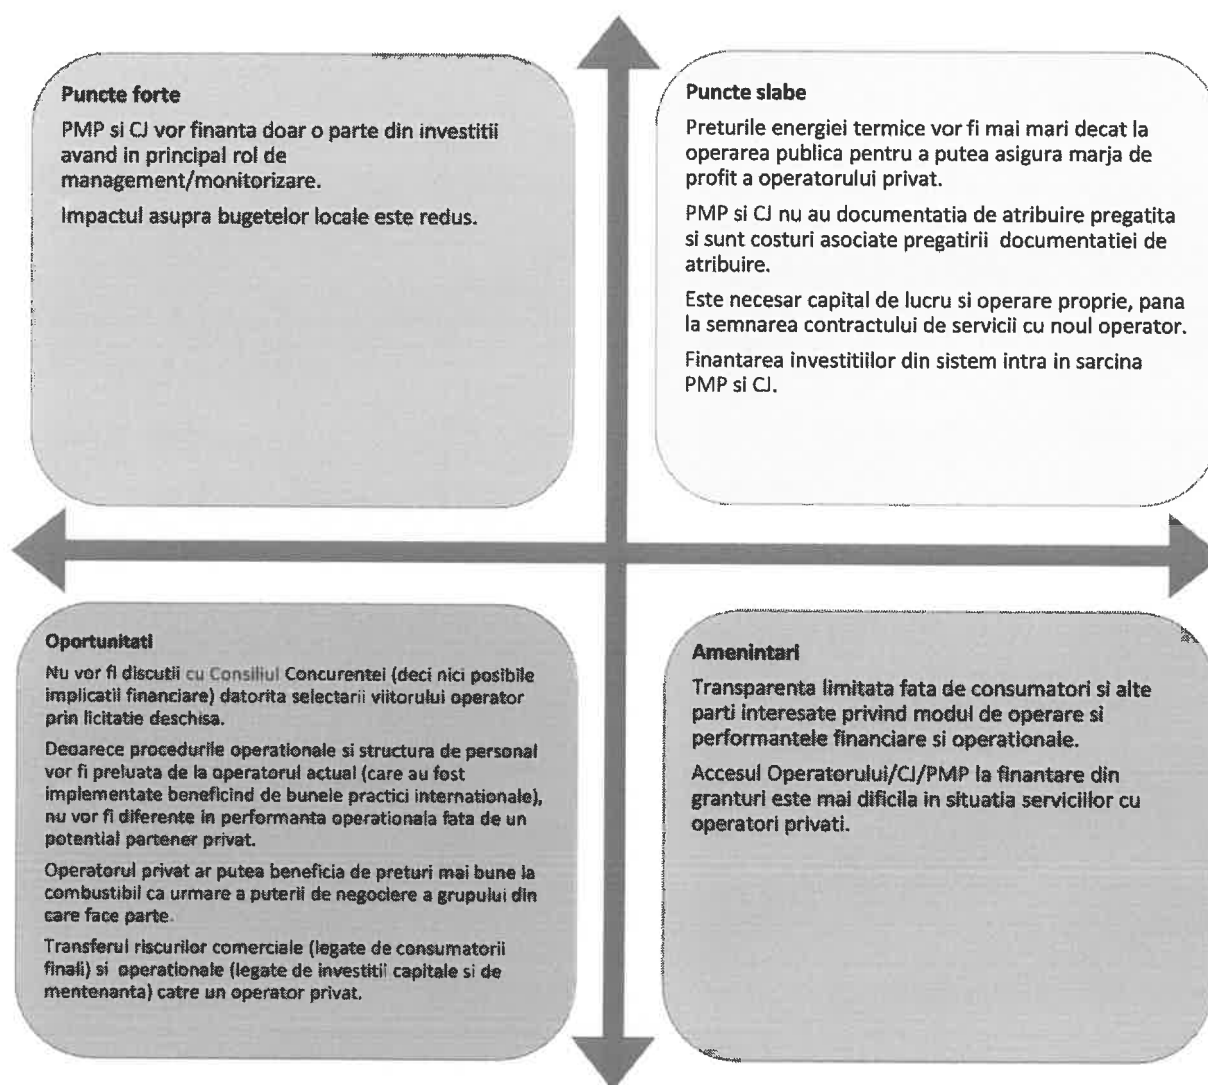 Puncte forte
PMP si CJ vor finanta doar o parte din investitii
avand in principal rol de
management/monitorizare.
Impactul asupra bugetelor locale este redus.
Puncte slabe
Preturile energiei termice vor fi mai mari decat la
operarea publica pentru a putea asigura marja de
profit a operatorului privat.
PMP si CJ nu au documentatia de atribuire pregatita
si sunt costuri asociate pregatirii documentatiei de
atribuire.
Este necesar capital de lucru si operare proprie, pana
la semnarea contractului de servicii cu noul operator.
Finantarea investitiilor din sistem intra in sarcina
PMP si CJ.
Oportunitati
Nu vor fi discutii cu Consiliul Concurentei (deci nici posibile
implicatii financiare) datorita selectarii viitorului operator
prin licitatie deschisa.
Deoarece procedurile operationale si structura de personal
vor fi preluata de la operatorul actual (care au fost
implementate beneficind de bunele practici internationale),
nu vor fi diferente in performanta operationala fata de un
potential partener privat.
Operatorul privat ar putea beneficia de preturi mai bune la
combustibil ca urmare a puterii de negociere a grupului din
care face parte.
Transferul riscurilor comerciale (legate de consumatorii
finali) si operationale (legate de investitii capitale si de
mentenanta) catre un operator privat.
Amenintari
Transparenta limitata fata de consumatori si alte
parti interesate privind modul de operare si
performantele financiare si operationale.
Accesul Operatorului/CJ/PMP la finantare din
granturi este mai dificila in situatia serviciilor cu
operatori privati.